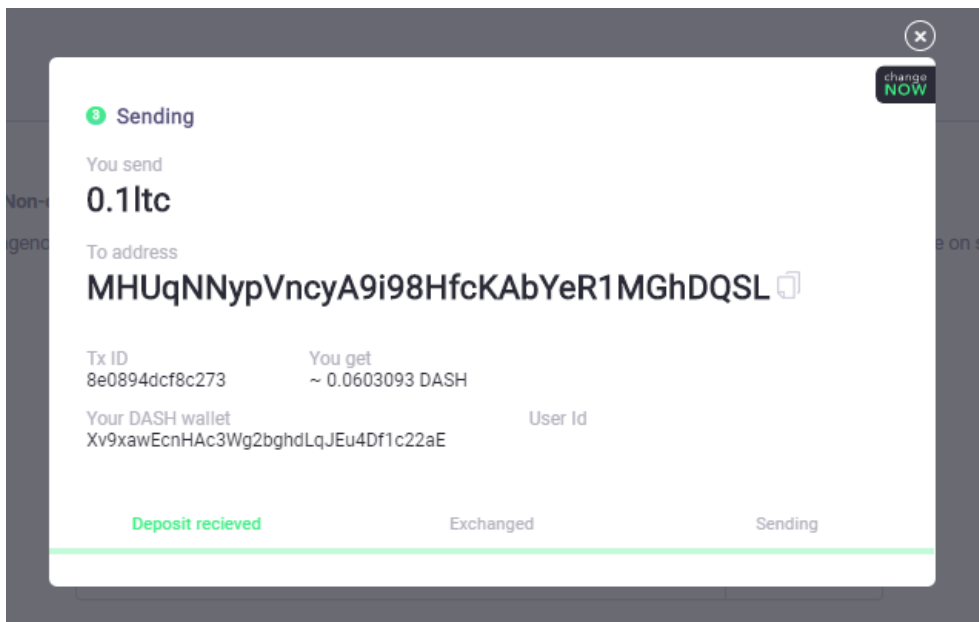 change
NOW
3 Sending
You send
0.1ltc
To address
MHUqNNypVncyA9i98HfcKAbYeR1MGhDQSL
Tx ID You get
8e0894dcf8c273 ~ 0.0603093 DASH
Your DASH wallet User Id
Xv9xawEcnHAc3Wg2bghdLqJEu4Df1c22aE
Deposit recieved Exchanged Sending
e on